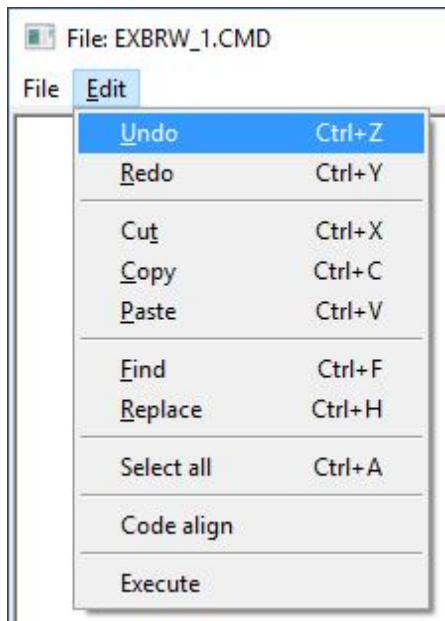 File: EXBRW_1.CMD
File Edit
Undo Ctrl+Z
Redo Ctrl+Y
Cut Ctrl+X
Copy Ctrl+C
Paste Ctrl+V
Find Ctrl+F
Replace Ctrl+H
Select all Ctrl+A
Code align
Execute